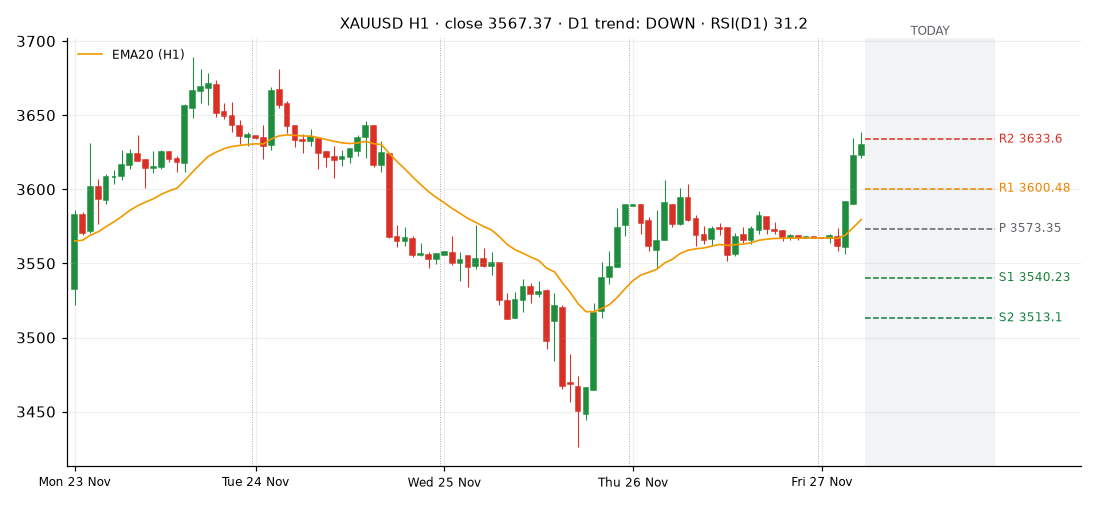 XAUUSD H1 · close 3567.37 · D1 trend: DOWN · RSI(D1) 31.2
TODAY
EMA20 (H1)
3700
3650
3600
3550
3500
3450
R2 3633.6
R1 3600.48
P 3573.35
S1 3540.23
S2 3513.1
Mon 23 Nov
Tue 24 Nov
Wed 25 Nov
Thu 26 Nov
Fri 27 Nov